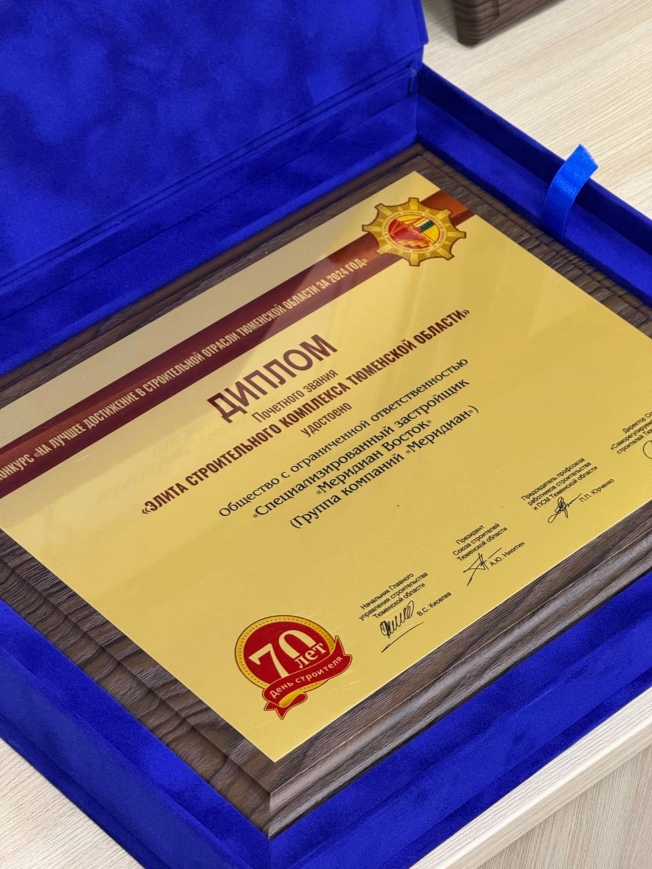 КОНКУРС «НА ЛУЧШЕЕ ДОСТИЖЕНИЕ В СТРОИТЕЛЬНОЙ ОТРАСЛИ ТЮМЕНСКОЙ ОБЛАСТИ ЗА 2024 ГОД»
ДИПЛОМ
Почетного звания
«ЭЛИТА СТРОИТЕЛЬНОГО КОМПЛЕКСА ТЮМЕНСКОЙ ОБЛАСТИ»
удостоено
Общество с ограниченной ответственностью
«Специализированный застройщик
«Меридиан Восток»
(Группа компаний «Меридиан»)
Начальник Главного
управления строительства
Тюменской области
В.С. Киселев
Президент
Союза строителей
Тюменской области
А.Ю. Никитин
Председатель профсоюза
работников строительства
и ПСМ Тюменской области
П.П. Юрченко
Директор
строителей
70
лет
День строителя